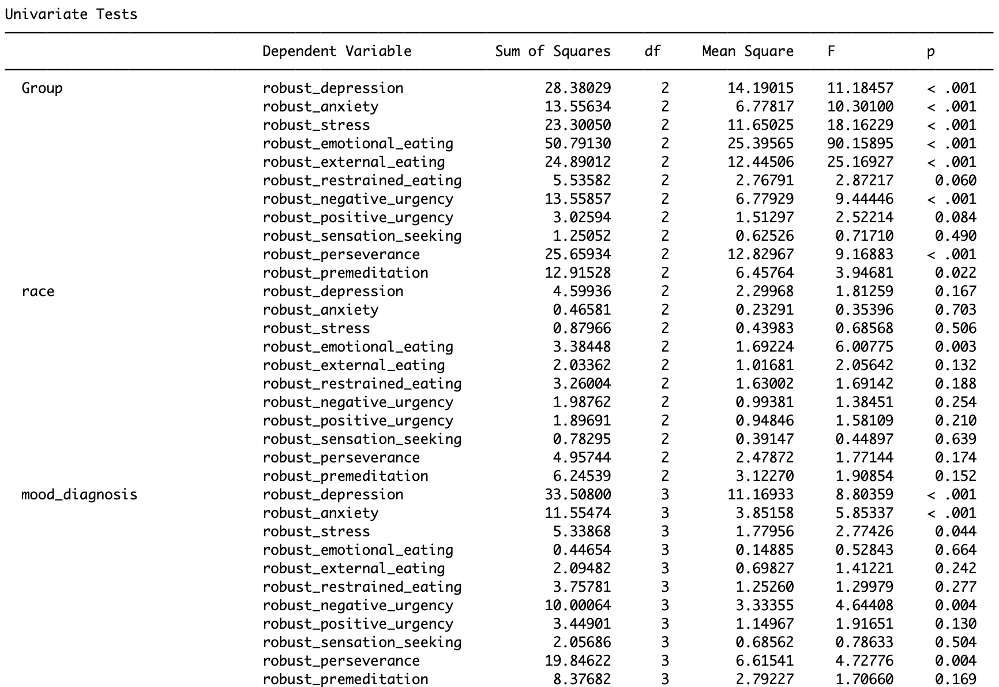 Univariate Tests
Dependent Variable Sum of Squares df Mean Square F p
Group robust_depression 28.38029 2 14.19015 11.18457 < .001
robust_anxiety 13.55634 2 6.77817 10.30100 < .001
robust_stress 23.30050 2 11.65025 18.16229 < .001
robust_emotional_eating 50.79130 2 25.39565 90.15895 < .001
robust_external_eating 24.89012 2 12.44506 25.16927 < .001
robust_restrained_eating 5.53582 2 2.76791 2.87217 0.060
robust_negative_urgency 13.55857 2 6.77929 9.44446 < .001
robust_positive_urgency 3.02594 2 1.51297 2.52214 0.084
robust_sensation_seeking 1.25052 2 0.62526 0.71710 0.490
robust_perseverance 25.65934 2 12.82967 9.16883 < .001
robust_premeditation 12.91528 2 6.45764 3.94681 0.022
race robust_depression 4.59936 2 2.29968 1.81259 0.167
robust_anxiety 0.46581 2 0.23291 0.35396 0.703
robust_stress 0.87966 2 0.43983 0.68568 0.506
robust_emotional_eating 3.38448 2 1.69224 6.00775 0.003
robust_external_eating 2.03362 2 1.01681 2.05642 0.132
robust_restrained_eating 3.26004 2 1.63002 1.69142 0.188
robust_negative_urgency 1.98762 2 0.99381 1.38451 0.254
robust_positive_urgency 1.89691 2 0.94846 1.58109 0.210
robust_sensation_seeking 0.78295 2 0.39147 0.44897 0.639
robust_perseverance 4.95744 2 2.47872 1.77144 0.174
robust_premeditation 6.24539 2 3.12270 1.90854 0.152
mood_diagnosis robust_depression 33.50800 3 11.16933 8.80359 < .001
robust_anxiety 11.55474 3 3.85158 5.85337 < .001
robust_stress 5.33868 3 1.77956 2.77426 0.044
robust_emotional_eating 0.44654 3 0.14885 0.52843 0.664
robust_external_eating 2.09482 3 0.69827 1.41221 0.242
robust_restrained_eating 3.75781 3 1.25260 1.29979 0.277
robust_negative_urgency 10.00064 3 3.33355 4.64408 0.004
robust_positive_urgency 3.44901 3 1.14967 1.91651 0.130
robust_sensation_seeking 2.05686 3 0.68562 0.78633 0.504
robust_perseverance 19.84622 3 6.61541 4.72776 0.004
robust_premeditation 8.37682 3 2.79227 1.70660 0.169